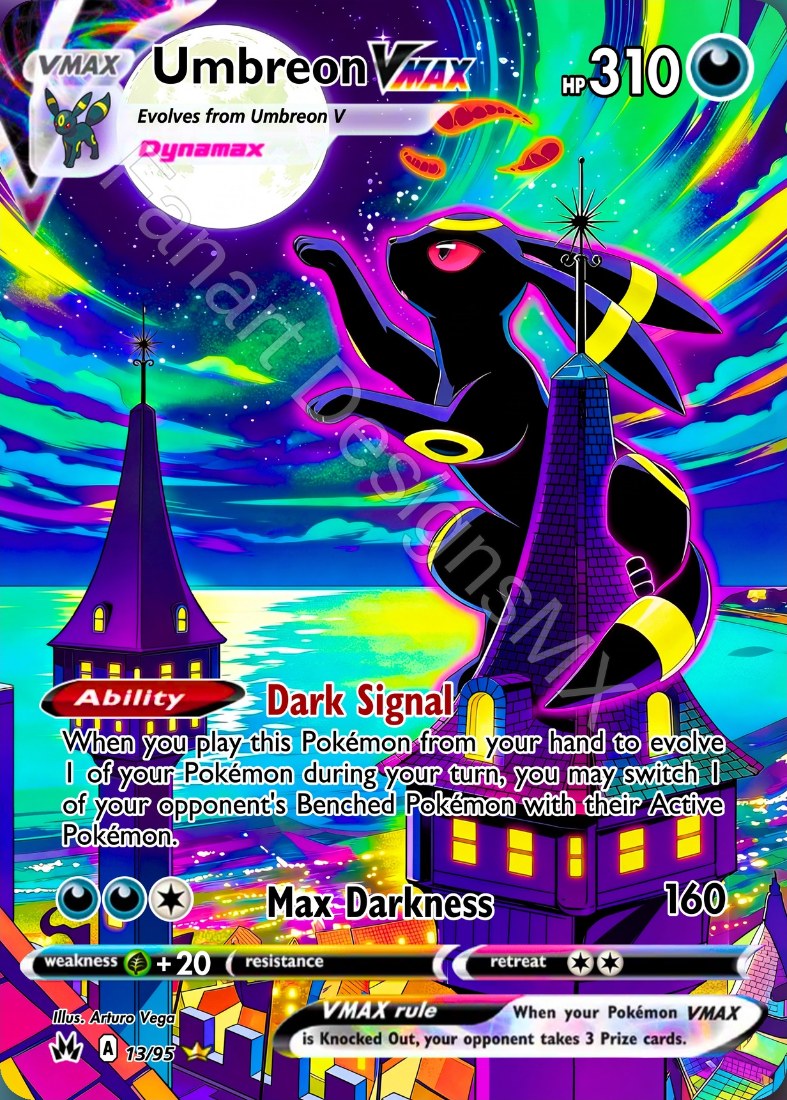 VMAX
Umbreon VMAX
HP 310
Evolves from Umbreon V
Dynamax
Fanart DesignsMX
Ability Dark Signal
When you play this Pokémon from your hand to evolve
1 of your Pokémon during your turn, you may switch 1
of your opponent's Benched Pokémon with their Active
Pokémon.
Max Darkness 160
weakness +20 resistance retreat
Illus. Arturo Vega
A 13/95
VMAX rule When your Pokémon VMAX
is Knocked Out, your opponent takes 3 Prize cards.